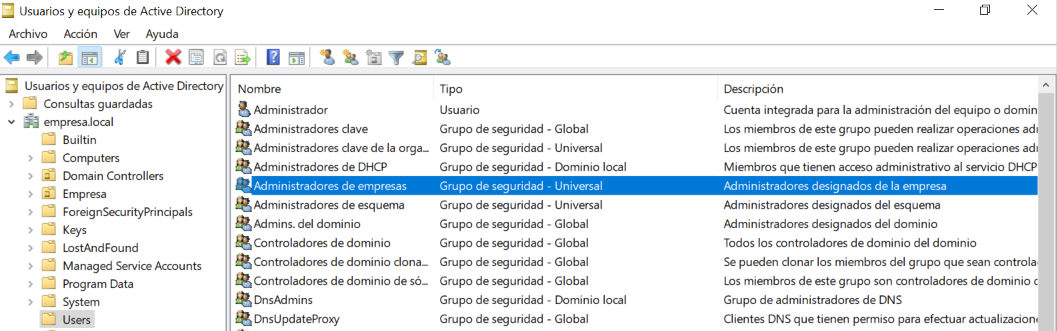 Usuarios y equipos de Active Directory
Archivo Acción Ver Ayuda
Usuarios y equipos de Active Directory
Consultas guardadas
empresa.local
Builtin
Computers
Domain Controllers
Empresa
ForeignSecurityPrincipals
Keys
LostAndFound
Managed Service Accounts
Program Data
System
Users
Nombre Tipo Descripción
Administrador Usuario Cuenta integrada para la administración del equipo o domin
Administradores clave Grupo de seguridad - Global Los miembros de este grupo pueden realizar operaciones adı
Administradores clave de la orga... Grupo de seguridad - Universal Los miembros de este grupo pueden realizar operaciones adı
Administradores de DHCP Grupo de seguridad - Dominio local Miembros que tienen acceso administrativo al servicio DHCP
Administradores de empresas Grupo de seguridad - Universal Administradores designados de la empresa
Administradores de esquema Grupo de seguridad - Universal Administradores designados del esquema
Admins. del dominio Grupo de seguridad - Global Administradores designados del dominio
Controladores de dominio Grupo de seguridad - Global Todos los controladores de dominio del dominio
Controladores de dominio clona... Grupo de seguridad - Global Se pueden clonar los miembros del grupo que sean controla
Controladores de dominio de só... Grupo de seguridad - Global Los miembros de este grupo son controladores de dominio c
DnsAdmins Grupo de seguridad - Dominio local Grupo de administradores de DNS
DnsUpdateProxy Grupo de seguridad - Global Clientes DNS que tienen permiso para efectuar actualizacion